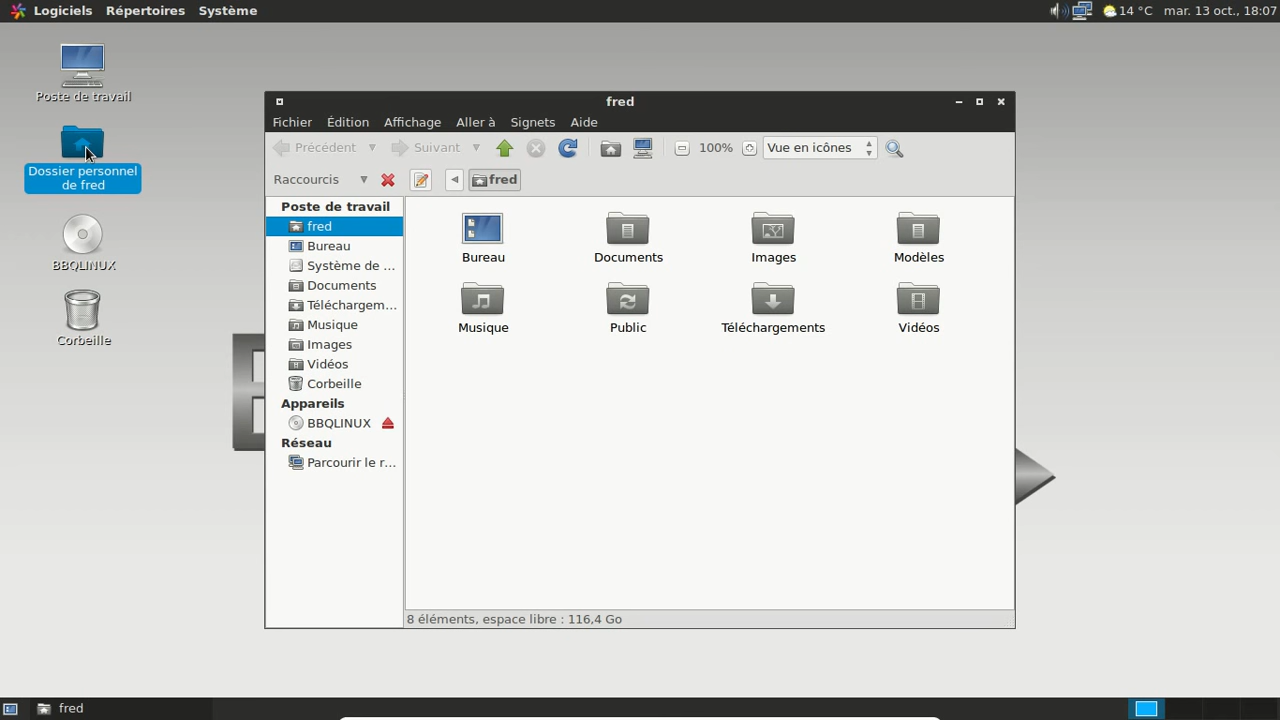 Logiciels Répertoires Système
14 °C mar. 13 oct., 18:07
Poste de travail
Dossier personnel
de fred
BBQLINUX
Corbeille
fred
Fichier Édition Affichage Aller à Signets Aide
Précédent Suivant 100% Vue en icônes
Raccourcis fred
Poste de travail
fred
Bureau
Système de ...
Documents
Téléchargem...
Musique
Images
Vidéos
Corbeille
Appareils
BBQLINUX
Réseau
Parcourir le r...
Bureau Documents Images Modèles
Musique Public Téléchargements Vidéos
8 éléments, espace libre : 116,4 Go
fred